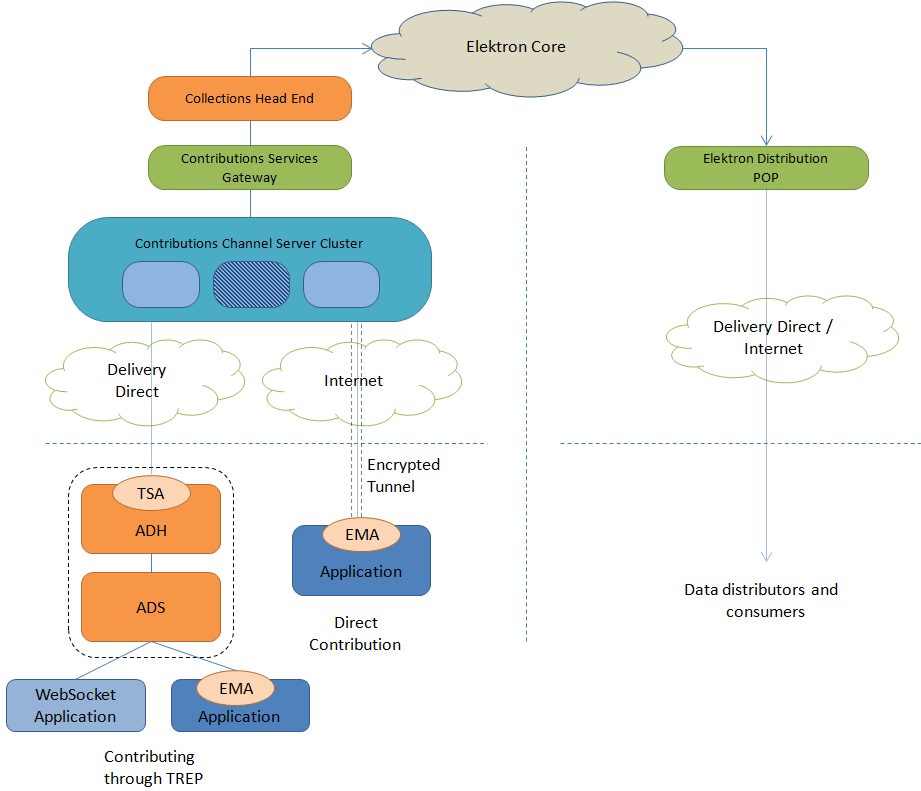 Elektron Core
Collections Head End
Contributions Services
Gateway
Elektron Distribution
POP
Contributions Channel Server Cluster
Delivery Direct /
Internet
Delivery
Direct
Internet
Encrypted
Tunnel
TSA
ADH
EMA
Application
ADS
Data distributors and
consumers
Direct
Contribution
WebSocket
Application
EMA
Application
Contributing
through TREP